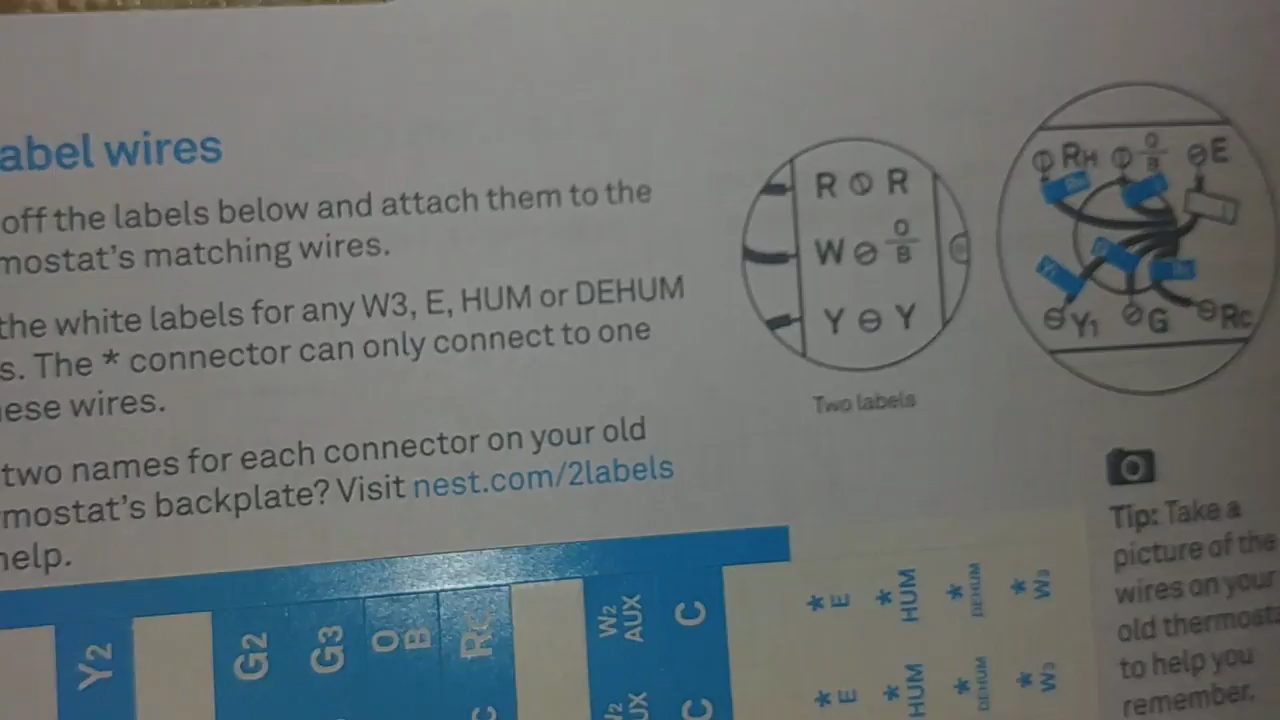 abel wires
off the labels below and attach them to the
mostat's matching wires.
the white labels for any W3, E, HUM or DEHUM
s. The * connector can only connect to one
hese wires.
two names for each connector on your old
mostat's backplate? Visit nest.com/2labels
help.
R R
W O/B
Y Y
Two labels
RH O/B E
Y1 G RC
Tip: Take a
picture of the
wires on your
old thermost
to help you
remember.
Y2 G2 G3 O B Rc W2 AUX C * E * HUM * DEHUM * W3
C * E * HUM * DEHUM * W3